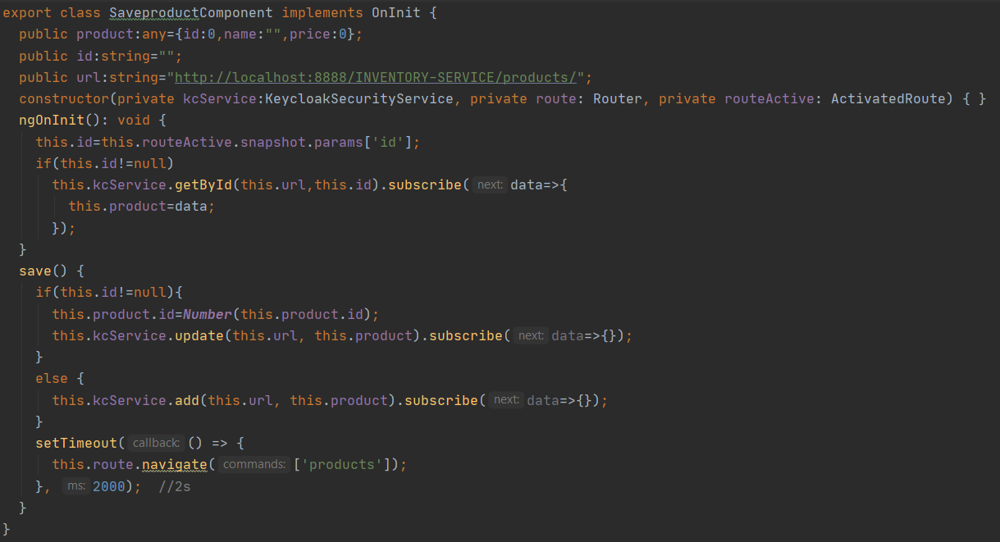 export class SaveproductComponent implements OnInit {
  public product:any={id:0,name:"",price:0};
  public id:string="";
  public url:string="http://localhost:8888/INVENTORY-SERVICE/products/";
  constructor(private kcService:KeycloakSecurityService, private route: Router, private routeActive: ActivatedRoute) { }
  ngOnInit(): void {
    this.id=this.routeActive.snapshot.params['id'];
    if(this.id!=null)
      this.kcService.getById(this.url,this.id).subscribe( next: data=>{
        this.product=data;
      });
  }
  save() {
    if(this.id!=null){
      this.product.id=Number(this.product.id);
      this.kcService.update(this.url, this.product).subscribe( next: data=>{});
    }
    else {
      this.kcService.add(this.url, this.product).subscribe( next: data=>{});
    }
    setTimeout( callback: () => {
      this.route.navigate( commands: ['products']);
    }, ms: 2000);  //2s
  }
}